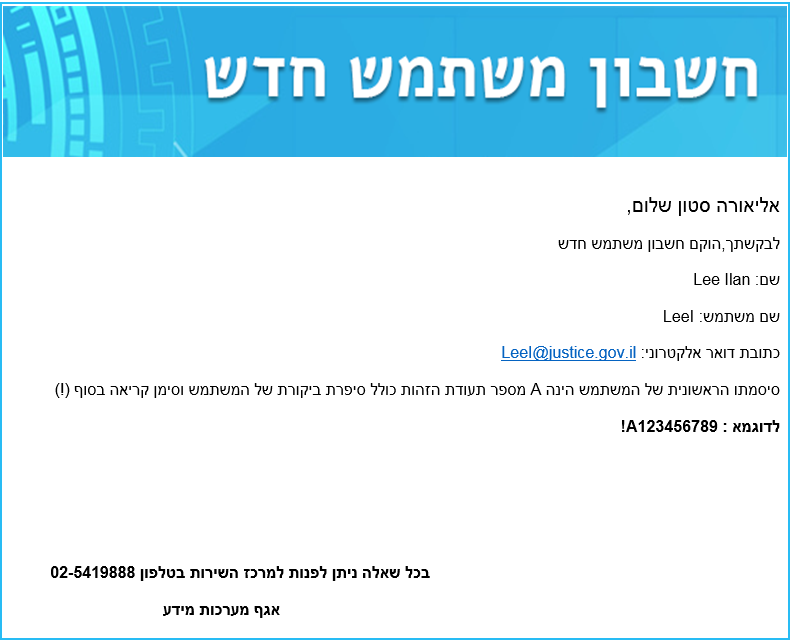 חשבון משתמש חדש
אליאורה סטון שלום,
לבקשתך,הוקם חשבון משתמש חדש
שם: Lee Ilan
שם משתמש: Leel
כתובת דואר אלקטרוני: Leel@justice.gov.il
סיסמתו הראשונית של המשתמש הינה A מספר תעודת הזהות כולל סיפרת ביקורת של המשתמש וסימן קריאה בסוף (!)
לדוגמא : A123456789!
בכל שאלה ניתן לפנות למרכז השירות בטלפון 02-5419888
אגף מערכות מידע